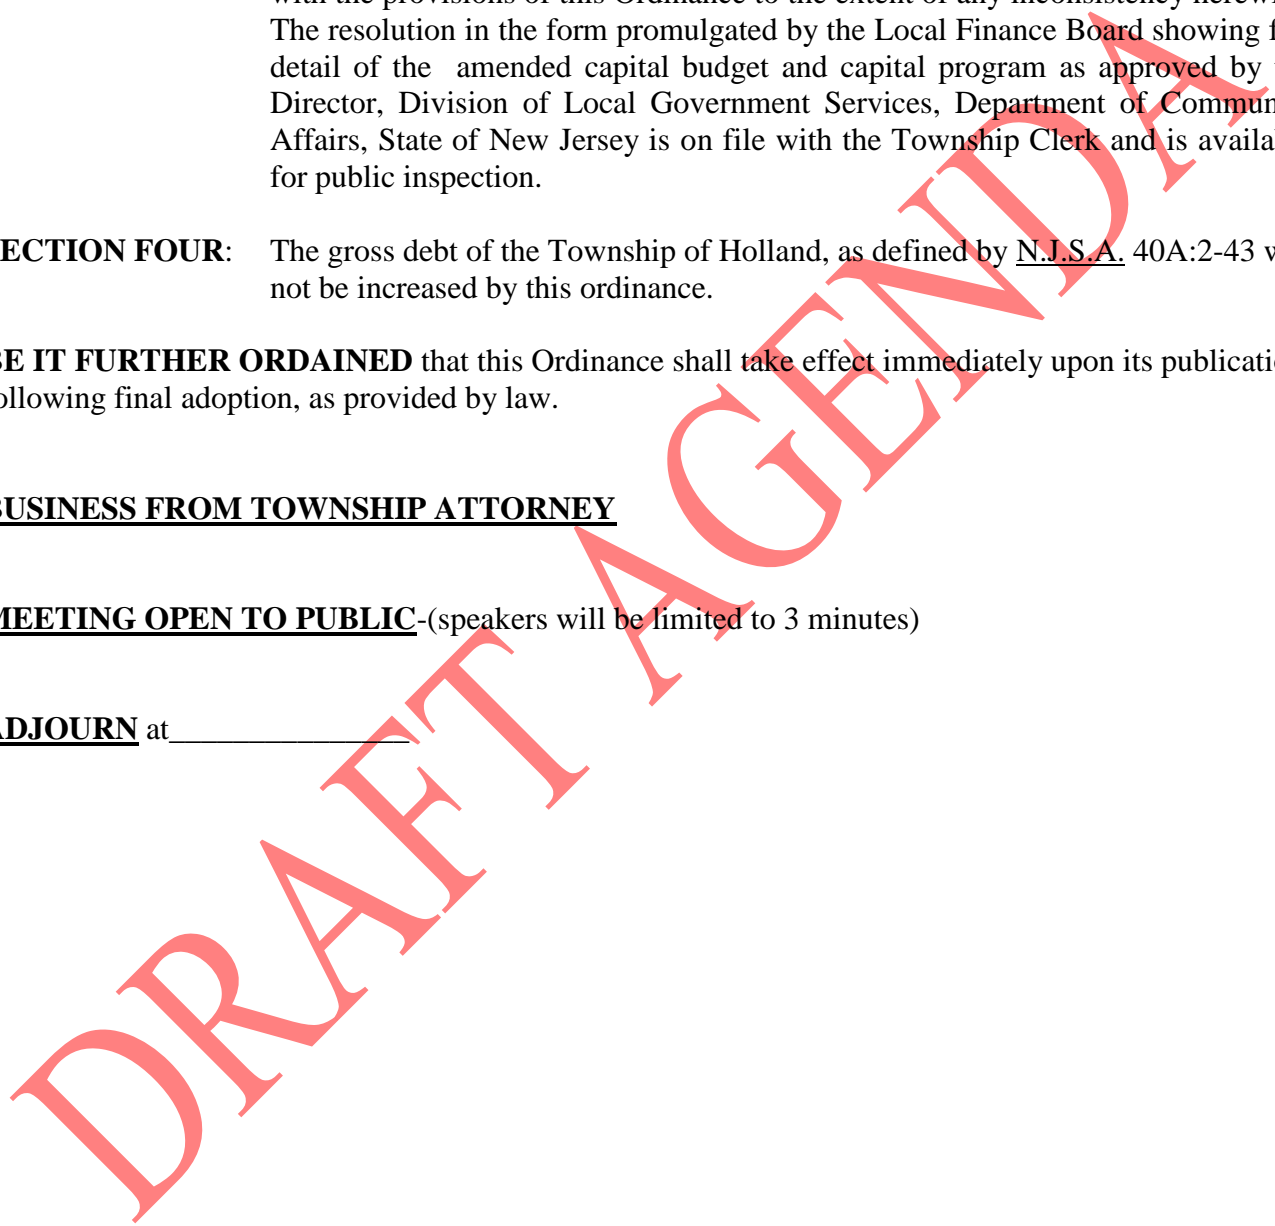 with the provisions of this Ordinance to the extent of any inconsistency
The resolution in the form promulgated by the Local Finance Board showing
detail of the amended capital budget and capital program as approved by
Director, Division of Local Government Services, Department of
Affairs, State of New Jersey is on file with the Township Clerk and is
for public inspection.
ECTION FOUR: The gross debt of the Township of Holland, as defined by N.J.S.A. 40A:2-43
not be increased by this ordinance.
BE IT FURTHER ORDAINED that this Ordinance shall take effect immediately upon its
ollowing final adoption, as provided by law.
BUSINESS FROM TOWNSHIP ATTORNEY
MEETING OPEN TO PUBLIC-(speakers will be limited to 3 minutes)
ADJOURN at_______________
DRAFT AGENDA